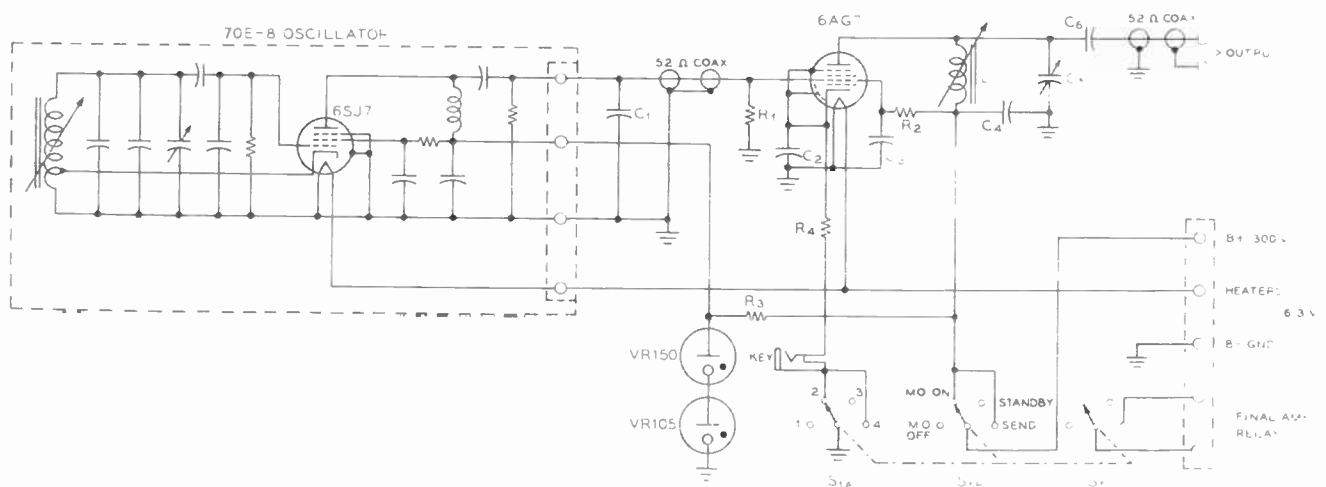 70E-8 OSCILLATOR
6SJ7
C1
52 Ω COAX
R1
6AG7
C2
R2
C4
C6
52 Ω COAX
R4
R3
VR150
VR105
KEY
1
2
3
4
MO ON
MO OFF
STANDBY
SEND
B+ 300 V
HEATERS
6.3 V
B- GND
FINAL AMP
RELAY
S1A